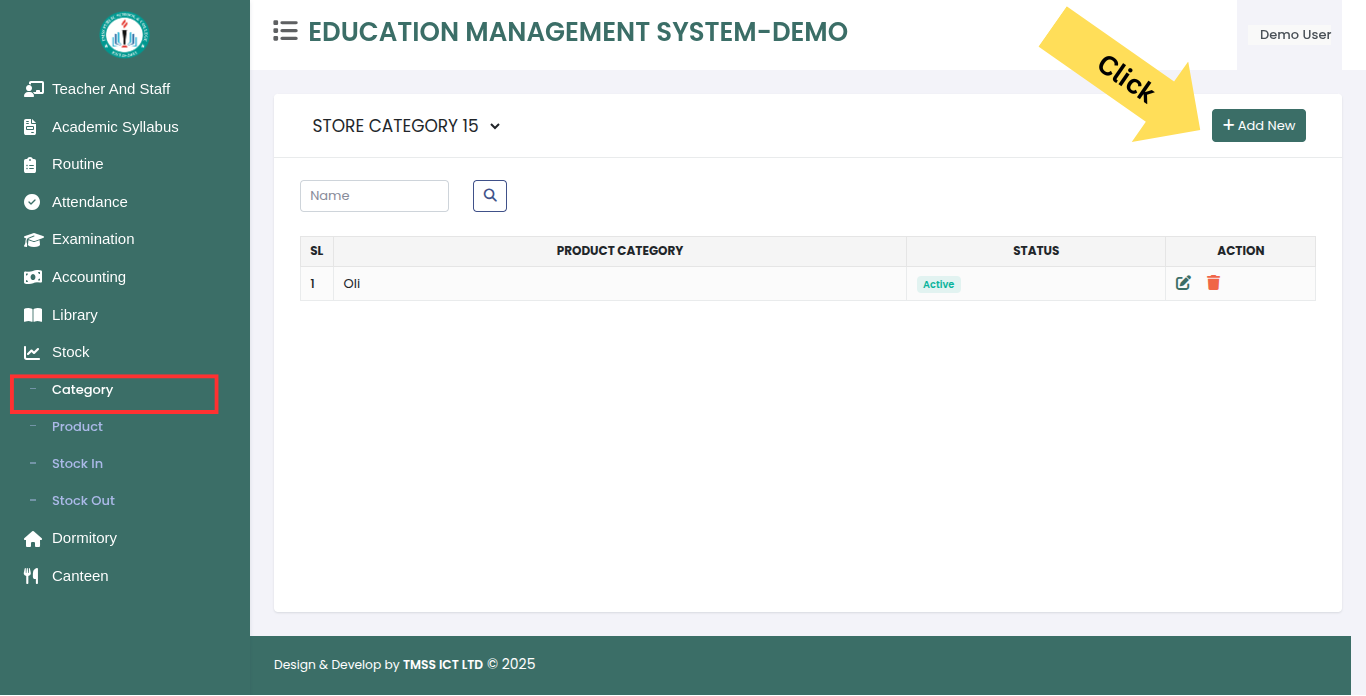 EDUCATION MANAGEMENT SYSTEM-DEMO
Demo User
Click
Teacher And Staff
Academic Syllabus
Routine
Attendance
Examination
Accounting
Library
Stock
Category
Product
Stock In
Stock Out
Dormitory
Canteen
STORE CATEGORY 15
+ Add New
Name
SL PRODUCT CATEGORY STATUS ACTION
1 Oli Active
Design & Develop by TMSS ICT LTD © 2025